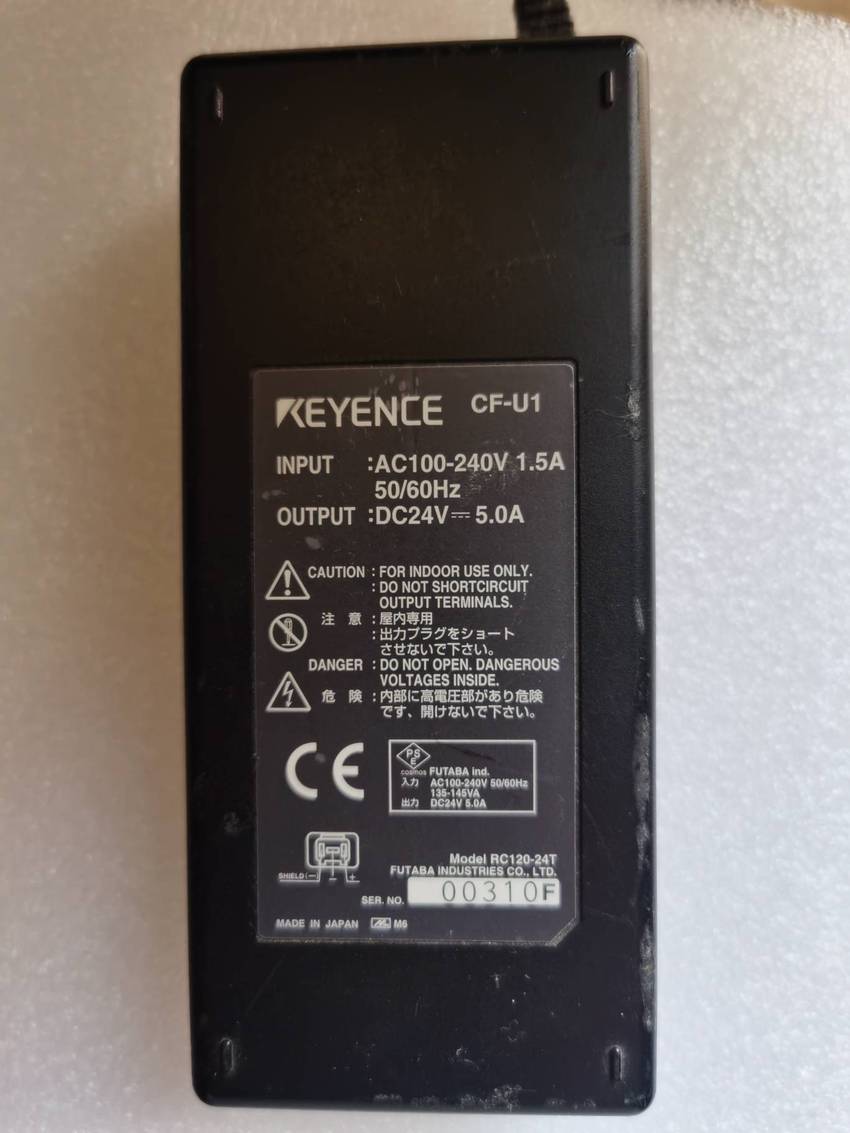 KEYENCE CF-U1
INPUT :AC100-240V 1.5A
50/60Hz
OUTPUT :DC24V⎓5.0A
CAUTION : FOR INDOOR USE ONLY.
: DO NOT SHORTCIRCUIT
OUTPUT TERMINALS.
注 意 : 屋内専用
: 出力プラグをショート
させないで下さい。
DANGER : DO NOT OPEN. DANGEROUS
VOLTAGES INSIDE.
危 険 : 内部に高電圧部があり危険
です、開けないで下さい。
CE
PS
E
cosmos FUTABA ind.
入力 AC100-240V 50/60Hz
135-145VA
出力 DC24V 5.0A
SHIELD(-) - +
Model RC120-24T
FUTABA INDUSTRIES CO., LTD.
SER. NO. 00310F
MADE IN JAPAN M6